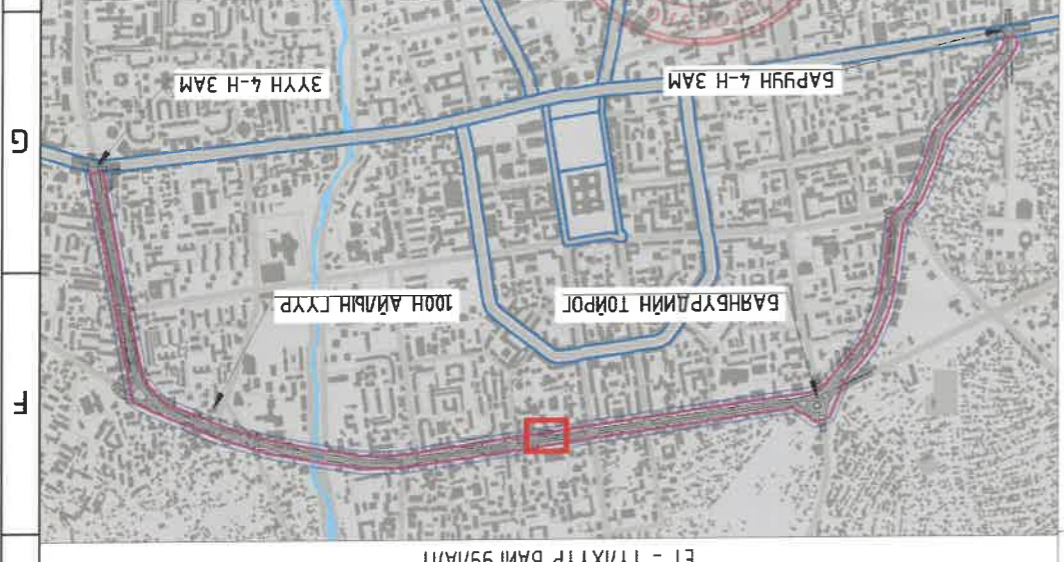 БАЯНБҮРДИЙН ТОЙРОГ
100Н АЙЛЫН ГҮҮР
F
БАРУУН 4-Н ЗАМ
ЗҮҮН 4-Н ЗАМ
G